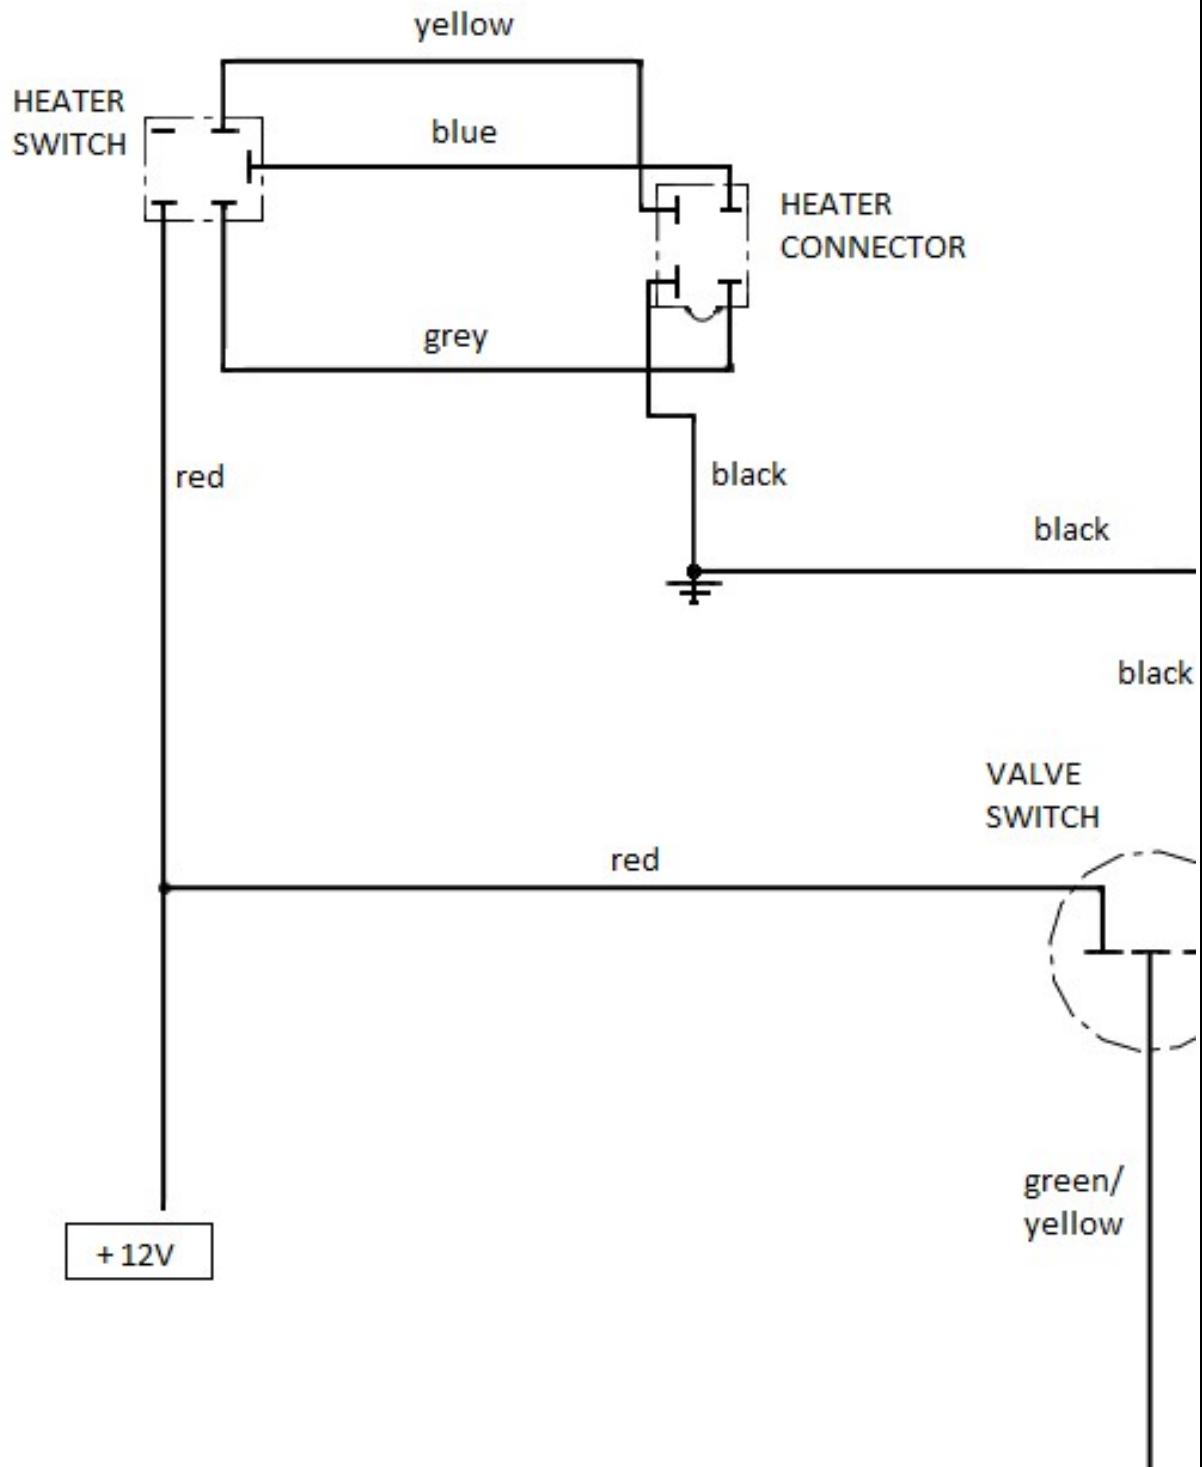 yellow
HEATER
SWITCH
blue
HEATER
CONNECTOR
grey
red
black
black
black
VALVE
SWITCH
red
green/
yellow
+ 12V